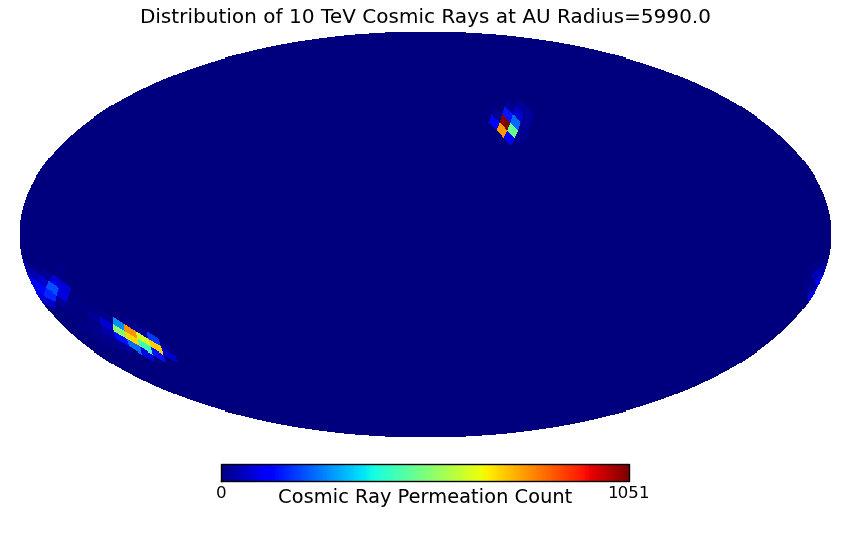 Distribution of 10 TeV Cosmic Rays at AU Radius=5990.0
0 1051
Cosmic Ray Permeation Count